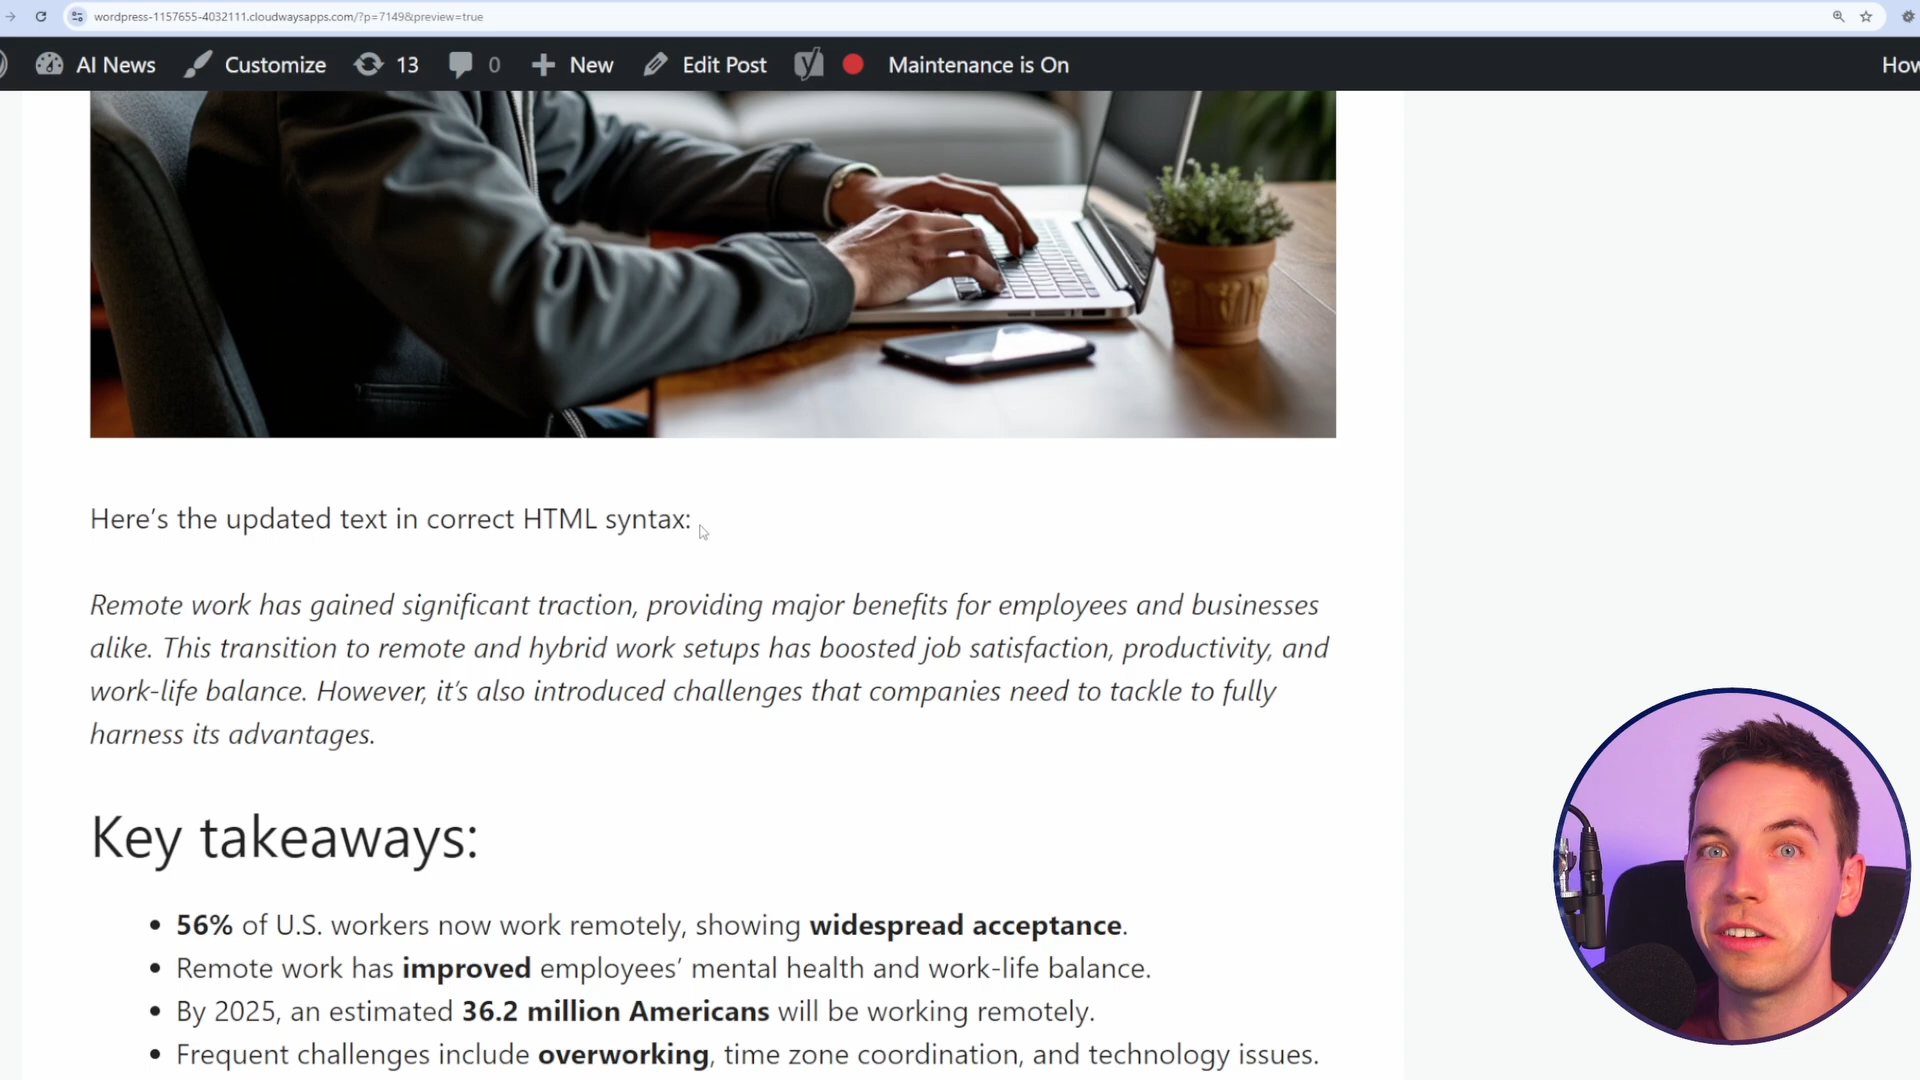 wordpress-1157655-4032111.cloudwaysapps.com/?p=7149&preview=true
AI News Customize 13 0 New Edit Post Maintenance is On How
Here’s the updated text in correct HTML syntax:
Remote work has gained significant traction, providing major benefits for employees and businesses
alike. This transition to remote and hybrid work setups has boosted job satisfaction, productivity, and
work-life balance. However, it’s also introduced challenges that companies need to tackle to fully
harness its advantages.
Key takeaways:
• 56% of U.S. workers now work remotely, showing widespread acceptance.
• Remote work has improved employees’ mental health and work-life balance.
• By 2025, an estimated 36.2 million Americans will be working remotely.
• Frequent challenges include overworking, time zone coordination, and technology issues.